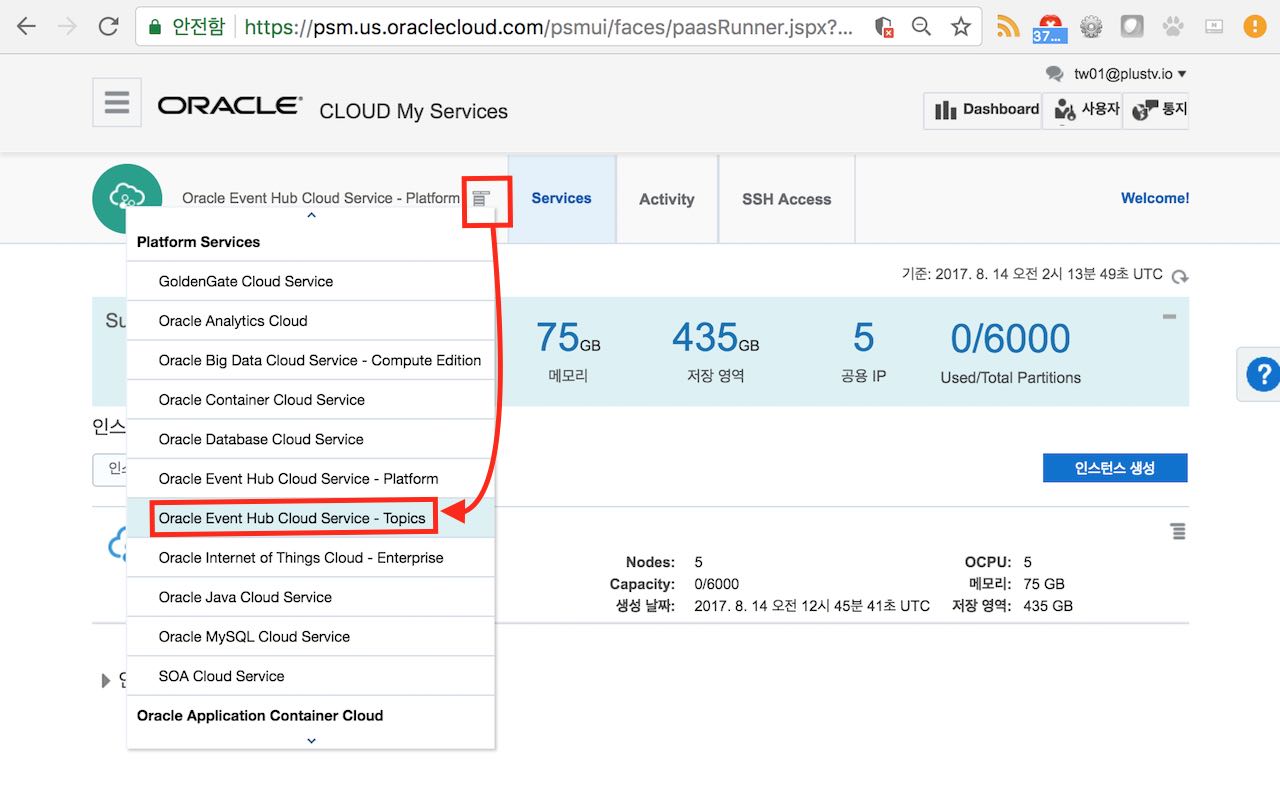 안전함 https://psm.us.oraclecloud.com/psmui/faces/paasRunner.jspx?...
37...
tw01@plustv.io
ORACLE CLOUD My Services
Dashboard 사용자 통지
Oracle Event Hub Cloud Service - Platform
Services
Activity
SSH Access
Welcome!
Platform Services
GoldenGate Cloud Service
Oracle Analytics Cloud
Oracle Big Data Cloud Service - Compute Edition
Oracle Container Cloud Service
Oracle Database Cloud Service
Oracle Event Hub Cloud Service - Platform
Oracle Event Hub Cloud Service - Topics
Oracle Internet of Things Cloud - Enterprise
Oracle Java Cloud Service
Oracle MySQL Cloud Service
SOA Cloud Service
Oracle Application Container Cloud
기준: 2017. 8. 14 오전 2시 13분 49초 UTC
Su
75GB
메모리
435GB
저장 영역
5
공용 IP
0/6000
Used/Total Partitions
?
인스
인스턴스 생성
Nodes: 5
Capacity: 0/6000
생성 날짜: 2017. 8. 14 오전 12시 45분 41초 UTC
OCPU: 5
메모리: 75 GB
저장 영역: 435 GB